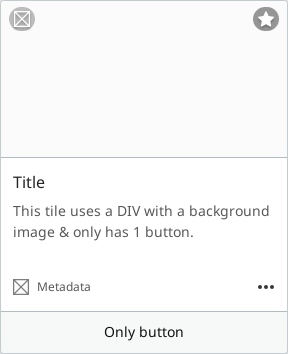 Title
This tile uses a DIV with a background
image & only has 1 button.
Metadata
Only button